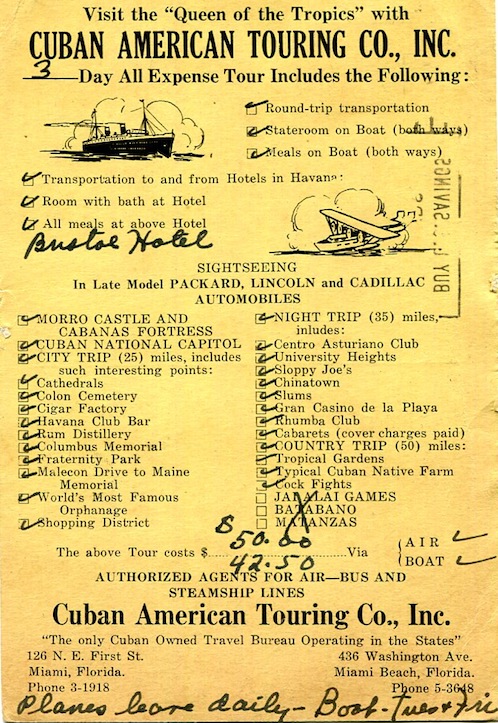 Visit the "Queen of the Tropics" with
CUBAN AMERICAN TOURING CO., INC.
3-Day All Expense Tour Includes the Following:
Round-trip transportation
Stateroom on Boat (both ways)
Meals on Boat (both ways)
Transportation to and from Hotels in Havana:
Room with bath at Hotel
All meals at above Hotel
Bristol Hotel
BUY U.S. SAVINGS
SIGHTSEEING
In Late Model PACKARD, LINCOLN and CADILLAC
AUTOMOBILES
MORRO CASTLE AND
CABANAS FORTRESS
CUBAN NATIONAL CAPITOL
CITY TRIP (25) miles, includes
such interesting points:
Cathedrals
Colon Cemetery
Cigar Factory
Havana Club Bar
Rum Distillery
Columbus Memorial
Fraternity Park
Malecon Drive to Maine
Memorial
World's Most Famous
Orphanage
Shopping District
NIGHT TRIP (35) miles,
inludes:
Centro Asturiano Club
University Heights
Sloppy Joe's
Chinatown
Slums
Gran Casino de la Playa
Rhumba Club
Cabarets (cover charges paid)
COUNTRY TRIP (50) miles:
Tropical Gardens
Typical Cuban Native Farm
Cock Fights
JAI ALAI GAMES
BATABANO
MATANZAS
$ 50.00
The above Tour costs $ 42.50 Via
AIR
BOAT
AUTHORIZED AGENTS FOR AIR—BUS AND
STEAMSHIP LINES
Cuban American Touring Co., Inc.
"The only Cuban Owned Travel Bureau Operating in the States"
126 N. E. First St.
Miami, Florida.
Phone 3-1918
436 Washington Ave.
Miami Beach, Florida.
Phone 5-3648
Planes leave daily - Boat - Tues & Fri